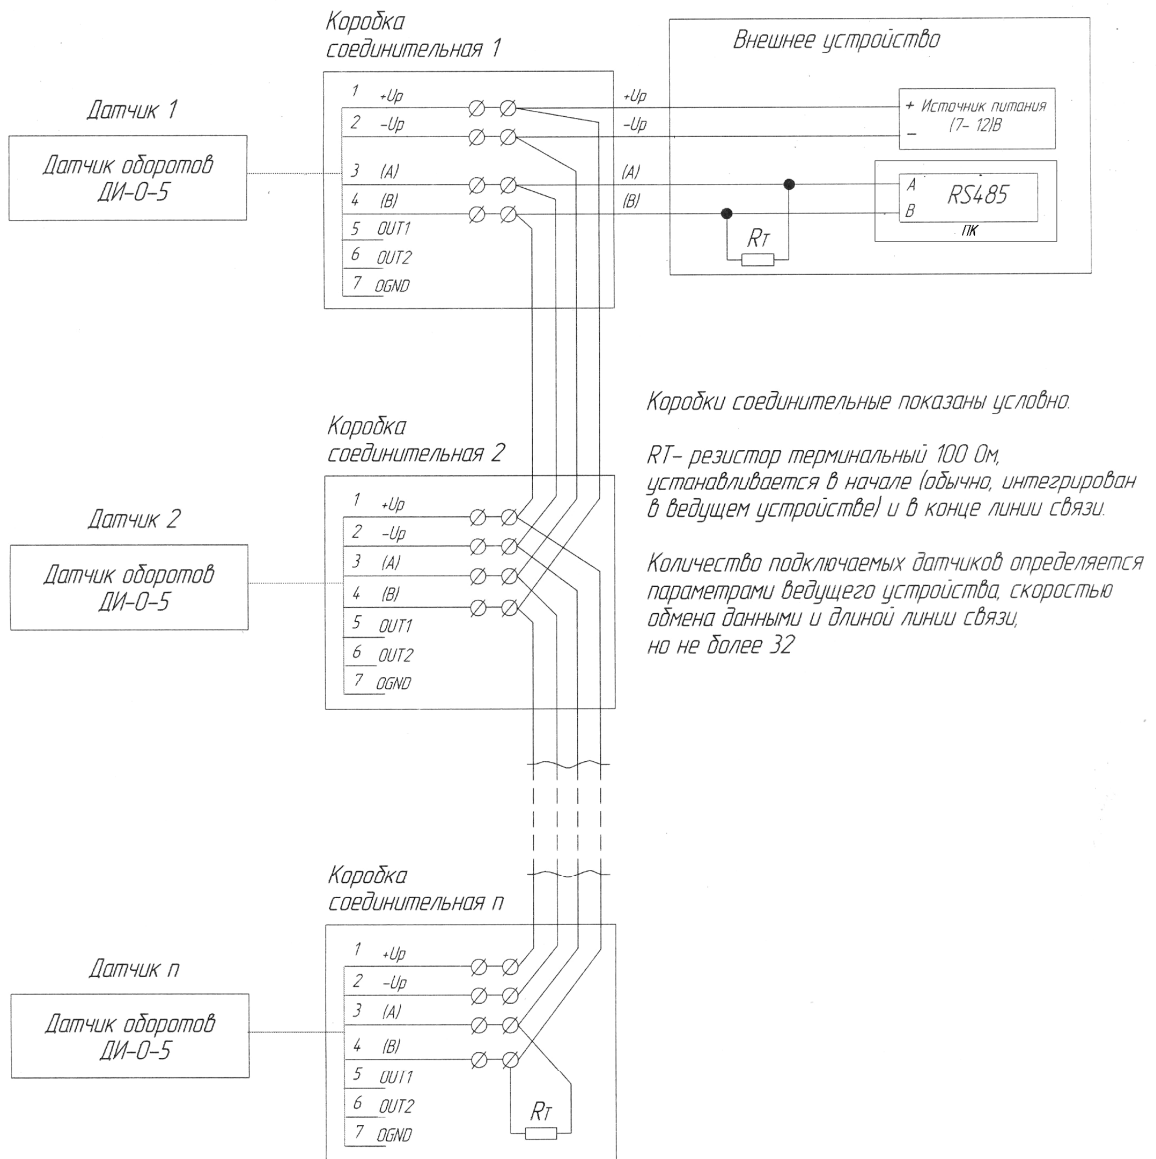 Коробка
соединительная 1
Внешнее устройство
Датчик 1
Датчик оборотов
ДИ-О-5
1 +Up
2 -Up
3 (A)
4 (B)
5 OUT1
6 OUT2
7 OGND
+Up
-Up
(A)
(B)
+ Источник питания
(7- 12)В
-
A
B
RS485
ПК
RT
Коробка
соединительная 2
Датчик 2
Датчик оборотов
ДИ-О-5
1 +Up
2 -Up
3 (A)
4 (B)
5 OUT1
6 OUT2
7 OGND
Коробки соединительные показаны условно.
RT- резистор терминальный 100 Ом,
устанавливается в начале (обычно, интегрирован
в ведущем устройстве) и в конце линии связи.
Количество подключаемых датчиков определяется
параметрами ведущего устройства, скоростью
обмена данными и длиной линии связи,
но не более 32
Коробка
соединительная n
Датчик n
Датчик оборотов
ДИ-О-5
1 +Up
2 -Up
3 (A)
4 (B)
5 OUT1
6 OUT2
7 OGND
RT